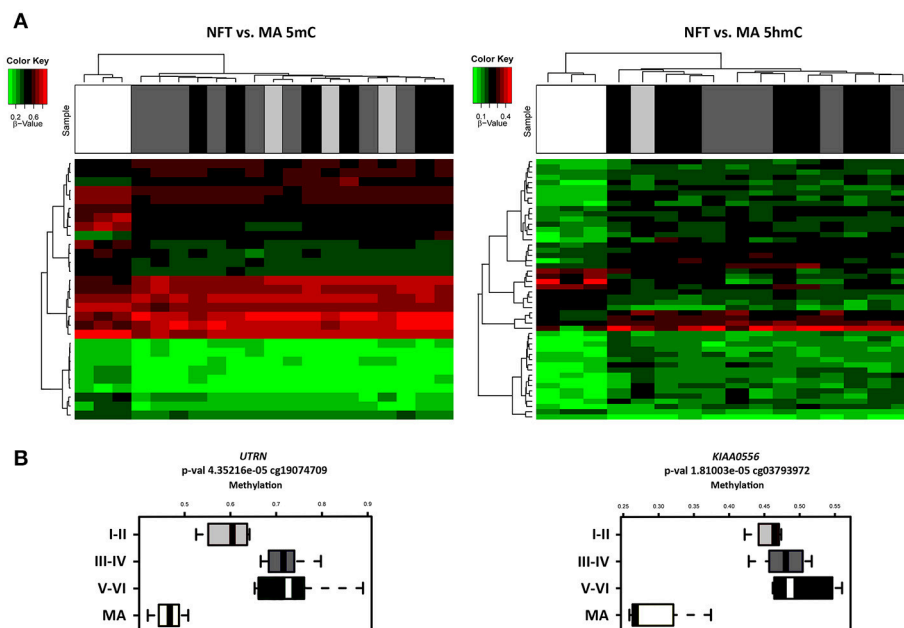 A
NFT vs. MA 5mC
NFT vs. MA 5hmC
Color Key
0.2 0.6
β-Value
Sample
Color Key
0.1 0.4
β-Value
Sample
B
UTRN
p-val 4.35216e-05 cg19074709
Methylation
0.5 0.6 0.7 0.8 0.9
I-II
III-IV
V-VI
MA
KIAA0556
p-val 1.81003e-05 cg03793972
Methylation
0.25 0.30 0.35 0.40 0.45 0.50 0.55
I-II
III-IV
V-VI
MA